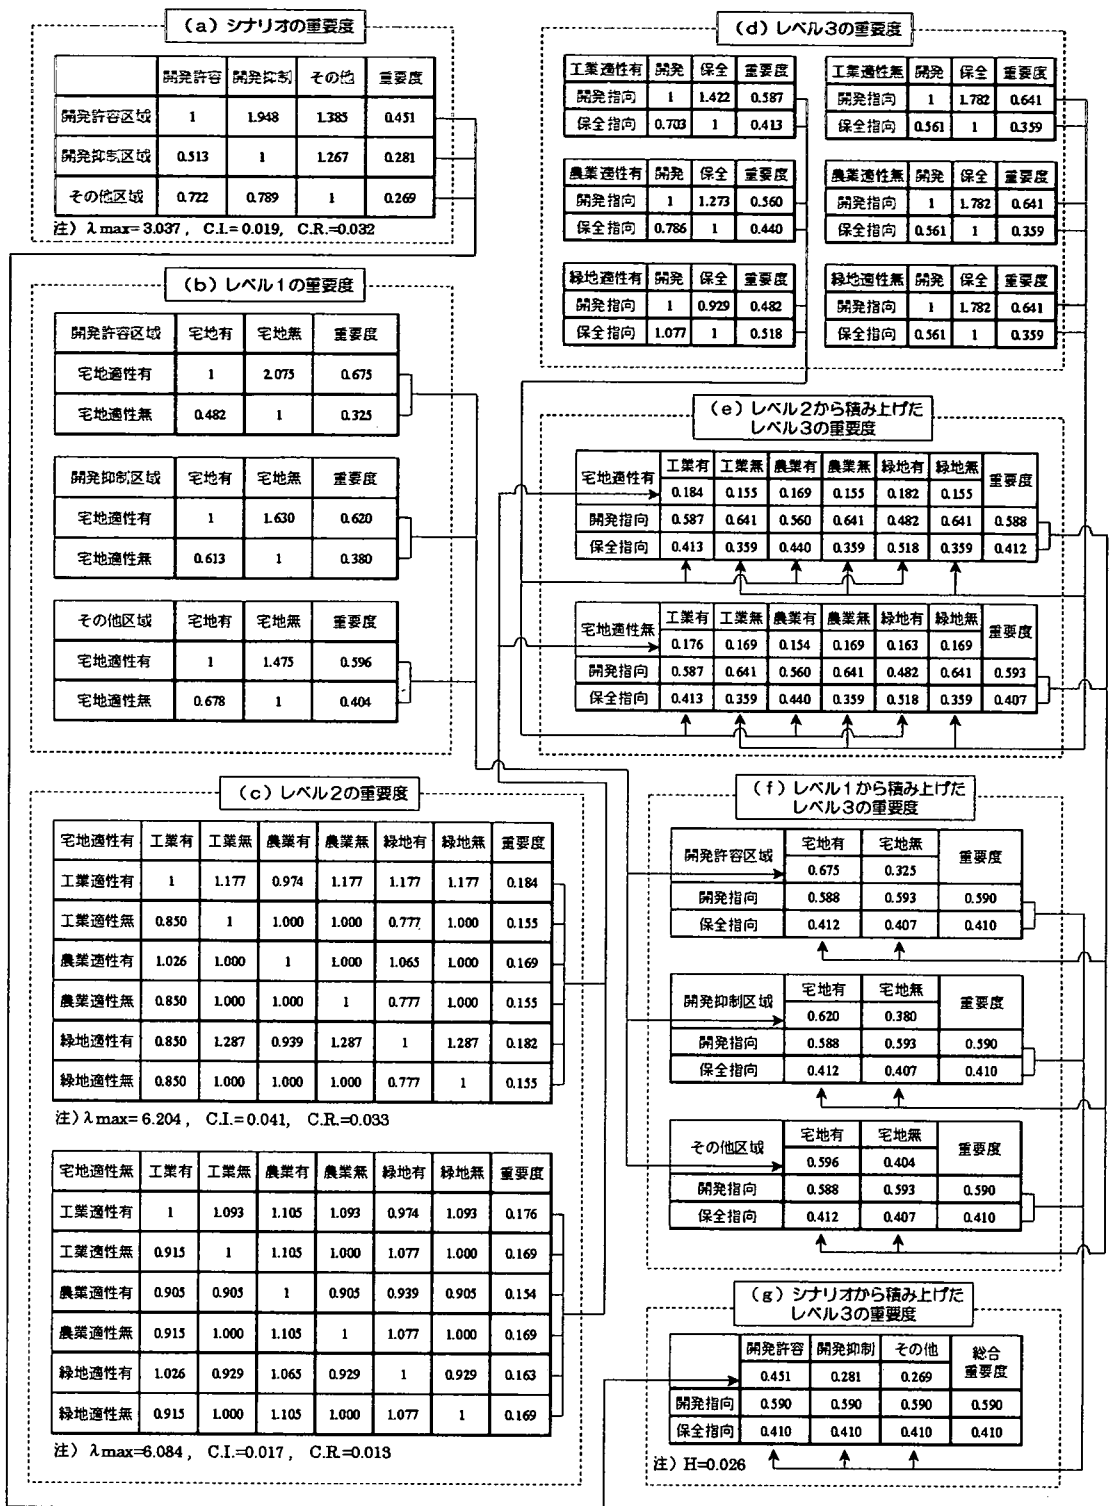 (a)シナリオの重要度
開発許容 開発抑制 その他 重要度
開発許容区域 1 1.948 1.385 0.451
開発抑制区域 0.513 1 1.267 0.281
その他区域 0.722 0.789 1 0.269
注) λmax=3.037, C.I.=0.019, C.R.=0.032
(b)レベル1の重要度
開発許容区域 宅地有 宅地無 重要度
宅地適性有 1 2.075 0.675
宅地適性無 0.482 1 0.325
開発抑制区域 宅地有 宅地無 重要度
宅地適性有 1 1.630 0.620
宅地適性無 0.613 1 0.380
その他区域 宅地有 宅地無 重要度
宅地適性有 1 1.475 0.596
宅地適性無 0.678 1 0.404
(c)レベル2の重要度
宅地適性有 工業有 工業無 農業有 農業無 緑地有 緑地無 重要度
工業適性有 1 1.177 0.974 1.177 1.177 1.177 0.184
工業適性無 0.850 1 1.000 1.000 0.777 1.000 0.155
農業適性有 1.026 1.000 1 1.000 1.065 1.000 0.169
農業適性無 0.850 1.000 1.000 1 0.777 1.000 0.155
緑地適性有 0.850 1.287 0.939 1.287 1 1.287 0.182
緑地適性無 0.850 1.000 1.000 1.000 0.777 1 0.155
注) λmax=6.204, C.I.=0.041, C.R.=0.033
宅地適性無 工業有 工業無 農業有 農業無 緑地有 緑地無 重要度
工業適性有 1 1.093 1.105 1.093 0.974 1.093 0.176
工業適性無 0.915 1 1.105 1.000 1.077 1.000 0.169
農業適性有 0.905 0.905 1 0.905 0.939 0.905 0.154
農業適性無 0.915 1.000 1.105 1 1.077 1.000 0.169
緑地適性有 1.026 0.929 1.065 0.929 1 0.929 0.163
緑地適性無 0.915 1.000 1.105 1.000 1.077 1 0.169
注) λmax=6.084, C.I.=0.017, C.R.=0.013
(d)レベル3の重要度
工業適性有 開発 保全 重要度
開発指向 1 1.422 0.587
保全指向 0.703 1 0.413
工業適性無 開発 保全 重要度
開発指向 1 1.782 0.641
保全指向 0.561 1 0.359
農業適性有 開発 保全 重要度
開発指向 1 1.273 0.560
保全指向 0.786 1 0.440
農業適性無 開発 保全 重要度
開発指向 1 1.782 0.641
保全指向 0.561 1 0.359
緑地適性有 開発 保全 重要度
開発指向 1 0.929 0.482
保全指向 1.077 1 0.518
緑地適性無 開発 保全 重要度
開発指向 1 1.782 0.641
保全指向 0.561 1 0.359
(e)レベル2から積み上げた
レベル3の重要度
宅地適性有 工業有 工業無 農業有 農業無 緑地有 緑地無 重要度
0.184 0.155 0.169 0.155 0.182 0.155
開発指向 0.587 0.641 0.560 0.641 0.482 0.641 0.588
保全指向 0.413 0.359 0.440 0.359 0.518 0.359 0.412
宅地適性無 工業有 工業無 農業有 農業無 緑地有 緑地無 重要度
0.176 0.169 0.154 0.169 0.163 0.169
開発指向 0.587 0.641 0.560 0.641 0.482 0.641 0.593
保全指向 0.413 0.359 0.440 0.359 0.518 0.359 0.407
(f)レベル1から積み上げた
レベル3の重要度
開発許容区域 宅地有 宅地無 重要度
0.675 0.325
開発指向 0.588 0.593 0.590
保全指向 0.412 0.407 0.410
開発抑制区域 宅地有 宅地無 重要度
0.620 0.380
開発指向 0.588 0.593 0.590
保全指向 0.412 0.407 0.410
その他区域 宅地有 宅地無 重要度
0.596 0.404
開発指向 0.588 0.593 0.590
保全指向 0.412 0.407 0.410
(g)シナリオから積み上げた
レベル3の重要度
開発許容 開発抑制 その他 総合
重要度
0.451 0.281 0.269
開発指向 0.590 0.590 0.590 0.590
保全指向 0.410 0.410 0.410 0.410
注) H=0.026